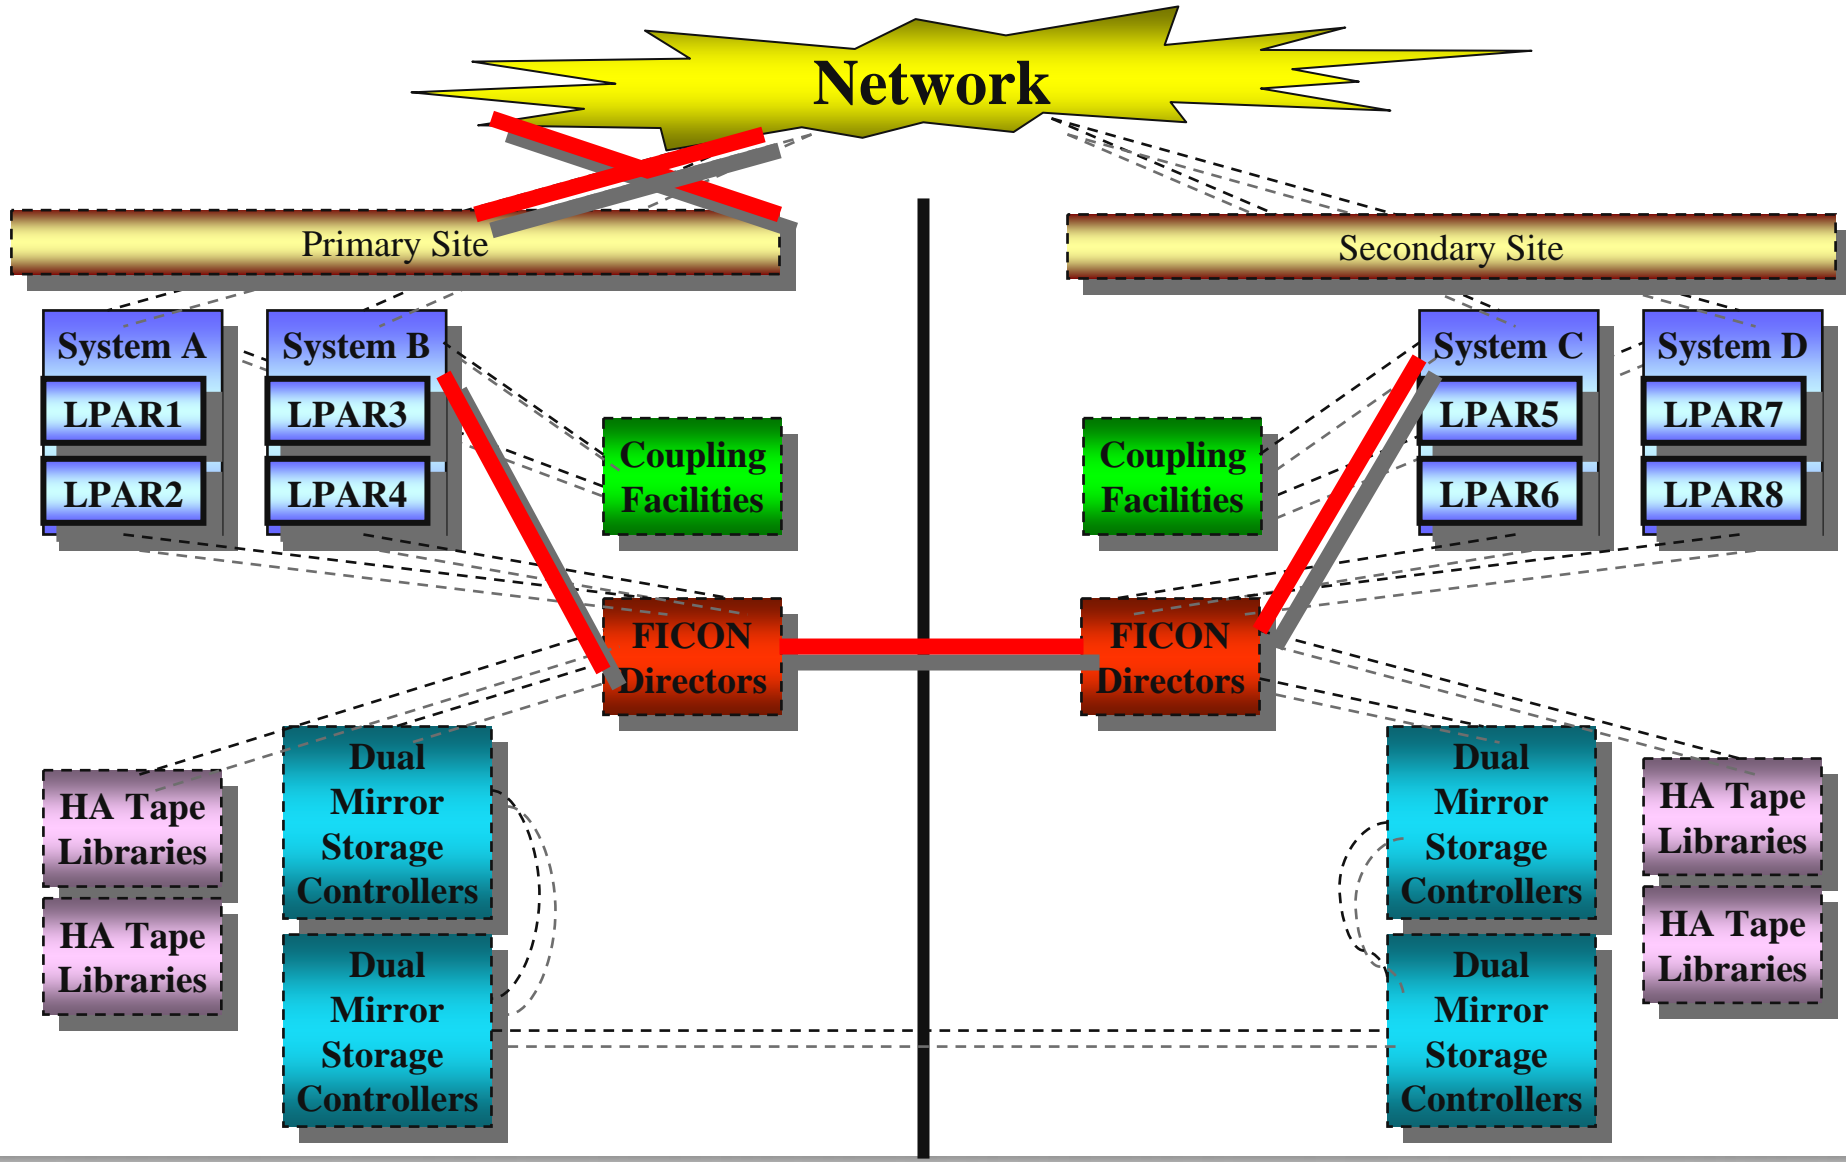 Network
Primary Site
Secondary Site
System A
LPAR1
LPAR2
System B
LPAR3
LPAR4
Coupling
Facilities
Coupling
Facilities
System C
LPAR5
LPAR6
System D
LPAR7
LPAR8
FICON
Directors
FICON
Directors
HA Tape
Libraries
HA Tape
Libraries
Dual
Mirror
Storage
Controllers
Dual
Mirror
Storage
Controllers
Dual
Mirror
Storage
Controllers
Dual
Mirror
Storage
Controllers
HA Tape
Libraries
HA Tape
Libraries